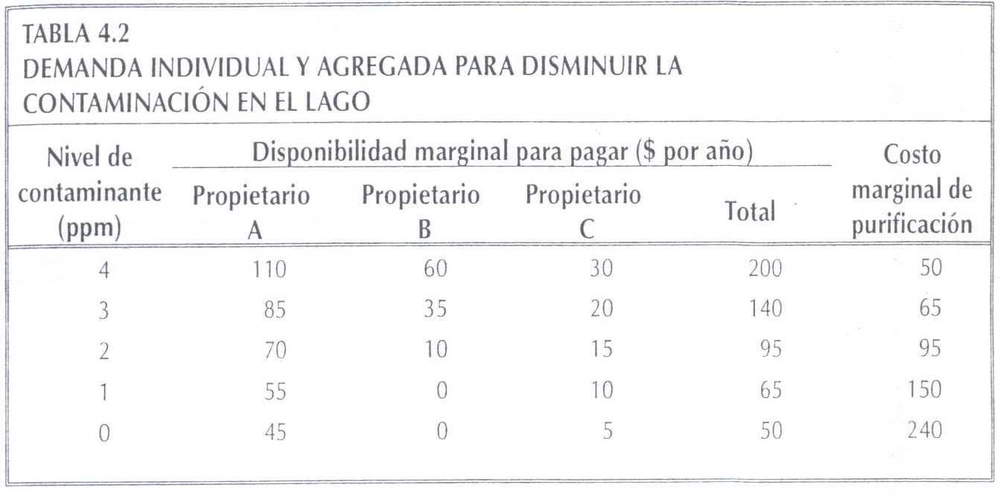 TABLA 4.2
DEMANDA INDIVIDUAL Y AGREGADA PARA DISMINUIR LA
CONTAMINACIÓN EN EL LAGO
Nivel de contaminante (ppm) Disponibilidad marginal para pagar ($ por año) Costo marginal de purificación
Propietario A Propietario B Propietario C Total
4 110 60 30 200 50
3 85 35 20 140 65
2 70 10 15 95 95
1 55 0 10 65 150
0 45 0 5 50 240